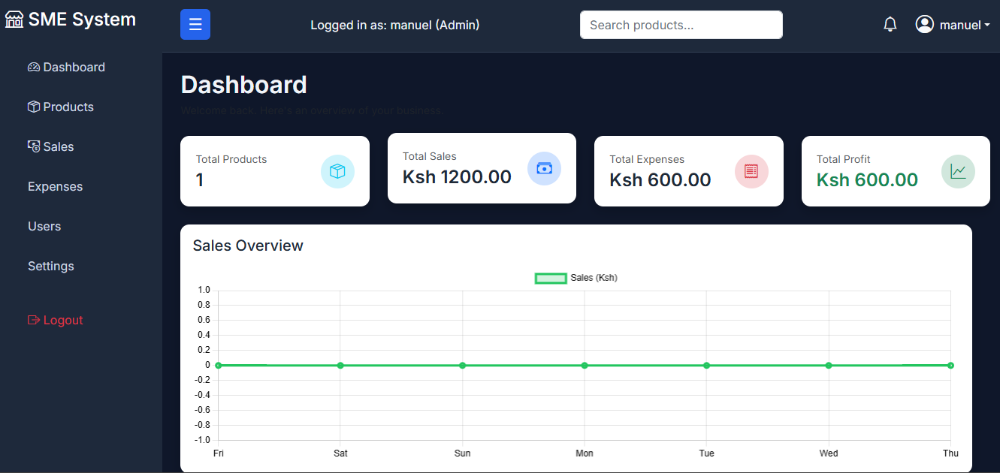 SME System
Logged in as: manuel (Admin)
Search products...
manuel
Dashboard
Products
Sales
Expenses
Users
Settings
Logout
Dashboard
Welcome back. Here's an overview of your business.
Total Products
1
Total Sales
Ksh 1200.00
Total Expenses
Ksh 600.00
Total Profit
Ksh 600.00
Sales Overview
Sales (Ksh)
1.0
0.8
0.6
0.4
0.2
0
-0.2
-0.4
-0.6
-0.8
-1.0
Fri Sat Sun Mon Tue Wed Thu